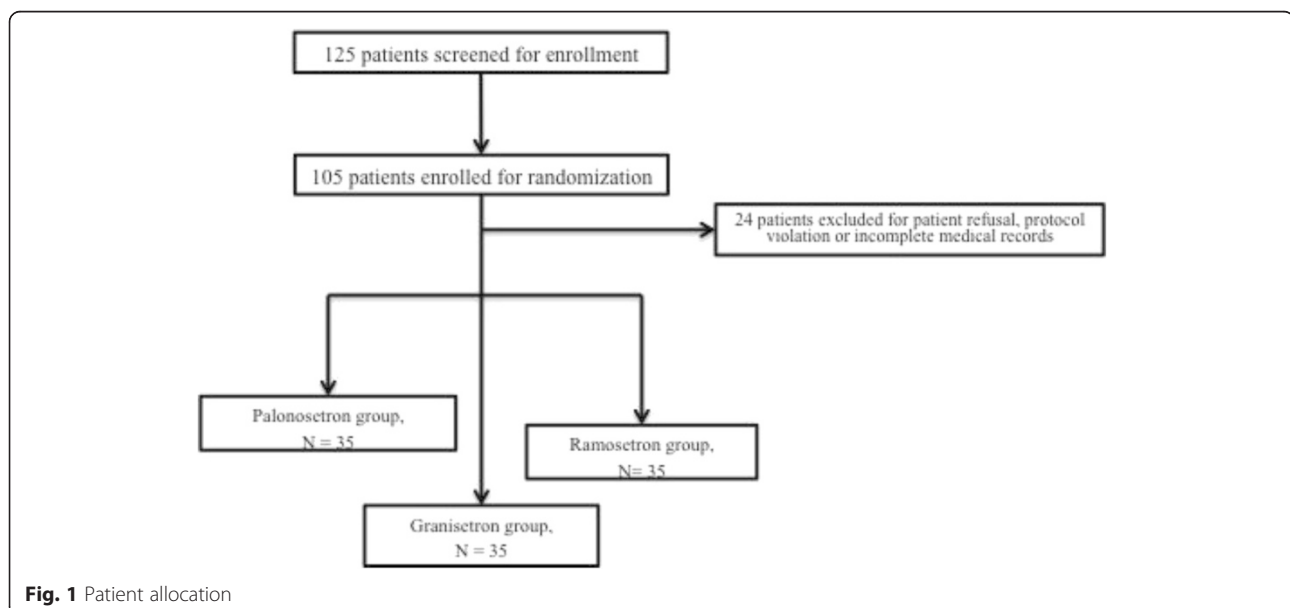 125 patients screened for enrollment
105 patients enrolled for randomization
24 patients excluded for patient refusal, protocol
violation or incomplete medical records
Palonosetron group,
N = 35
Ramosetron group,
N= 35
Granisetron group,
N = 35
Fig. 1 Patient allocation